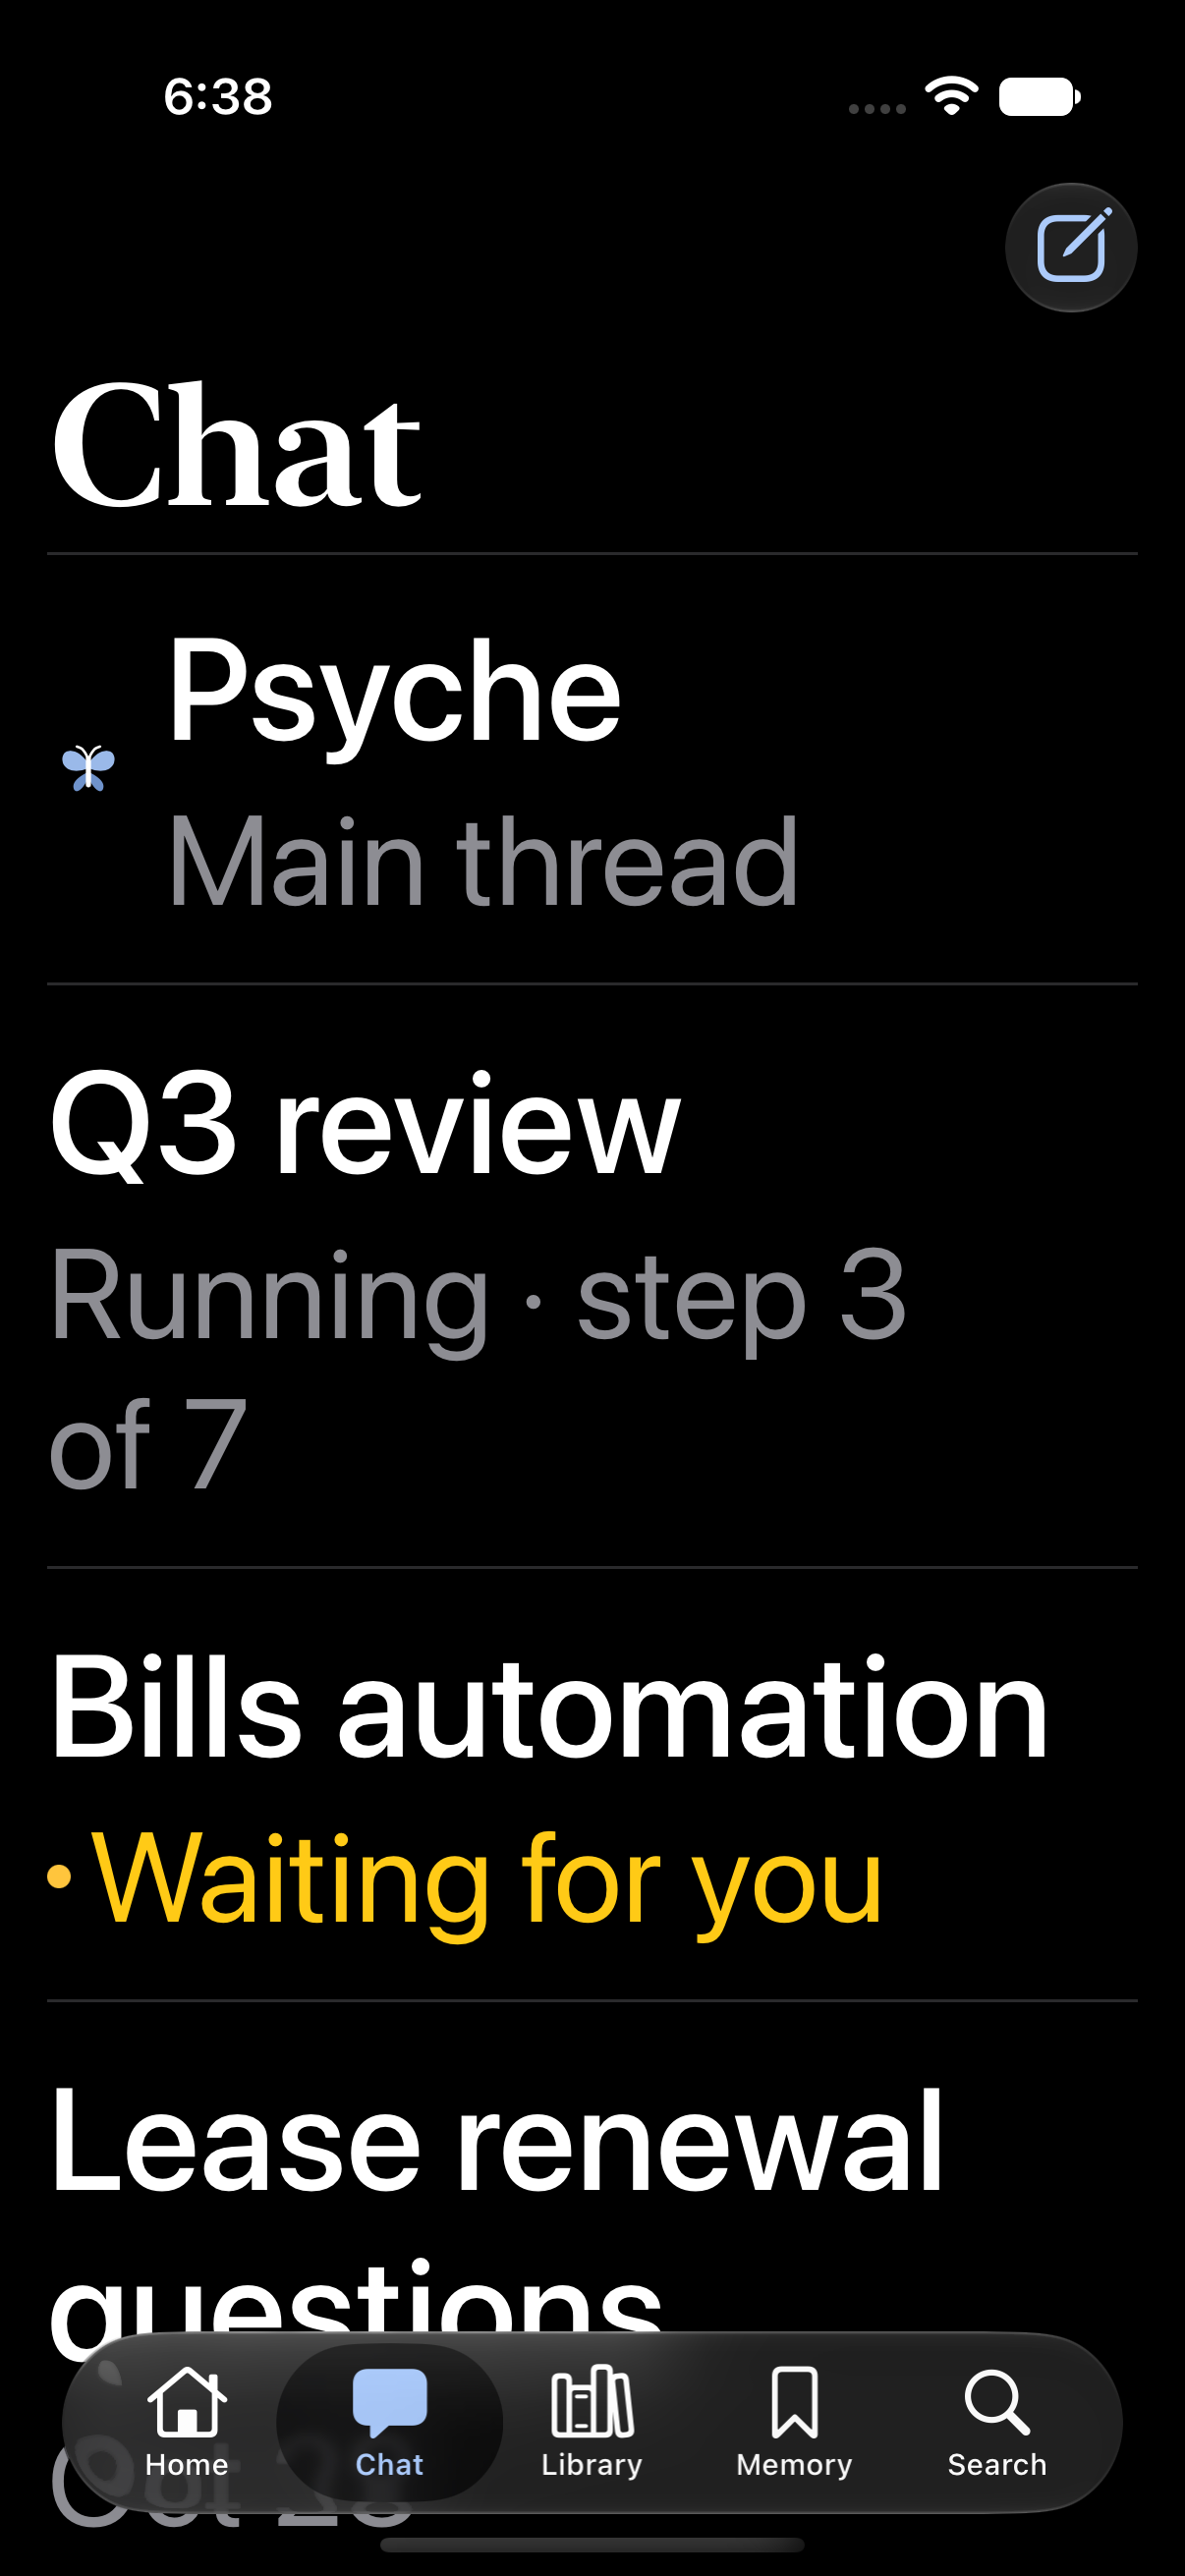 6:38
Chat
Psyche
Main thread
Q3 review
Running · step 3
of 7
Bills automation
• Waiting for you
Lease renewal
questions
Home
Chat
Library
Memory
Search